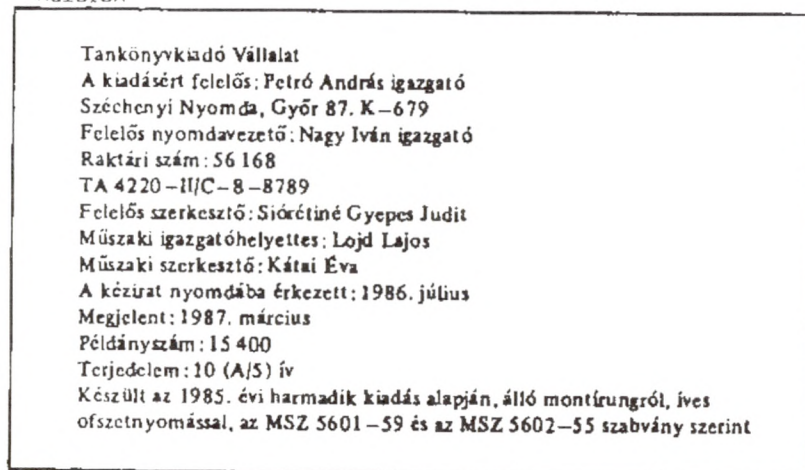 Tankönyvkiadó Vállalat
A kiadásért felelős: Petró András igazgató
Széchenyi Nyomda, Győr 87. K–679
Felelős nyomdavezető: Nagy Iván igazgató
Raktári szám: 56 168
TA 4220–II/C–8–8789
Felelős szerkesztő: Siórétiné Gyepes Judit
Műszaki igazgatóhelyettes: Lojd Lajos
Műszaki szerkesztő: Kátai Éva
A kézirat nyomdába érkezett: 1986. július
Megjelent: 1987. március
Példányszám: 15 400
Terjedelem: 10 (A/5) ív
Készült az 1985. évi harmadik kiadás alapján, álló montírungról, íves
ofszetnyomással, az MSZ 5601–59 és az MSZ 5602–55 szabvány szerint